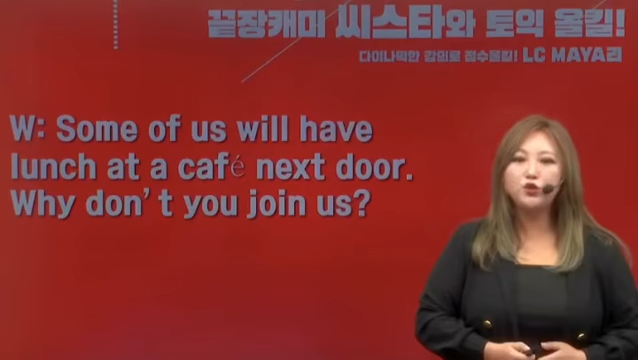 끝장캐미 씨스타와 토익 올킬!
다이나믹한 강의로 점수올킬! LC MAYA리
W: Some of us will have
lunch at a café next door.
Why don't you join us?